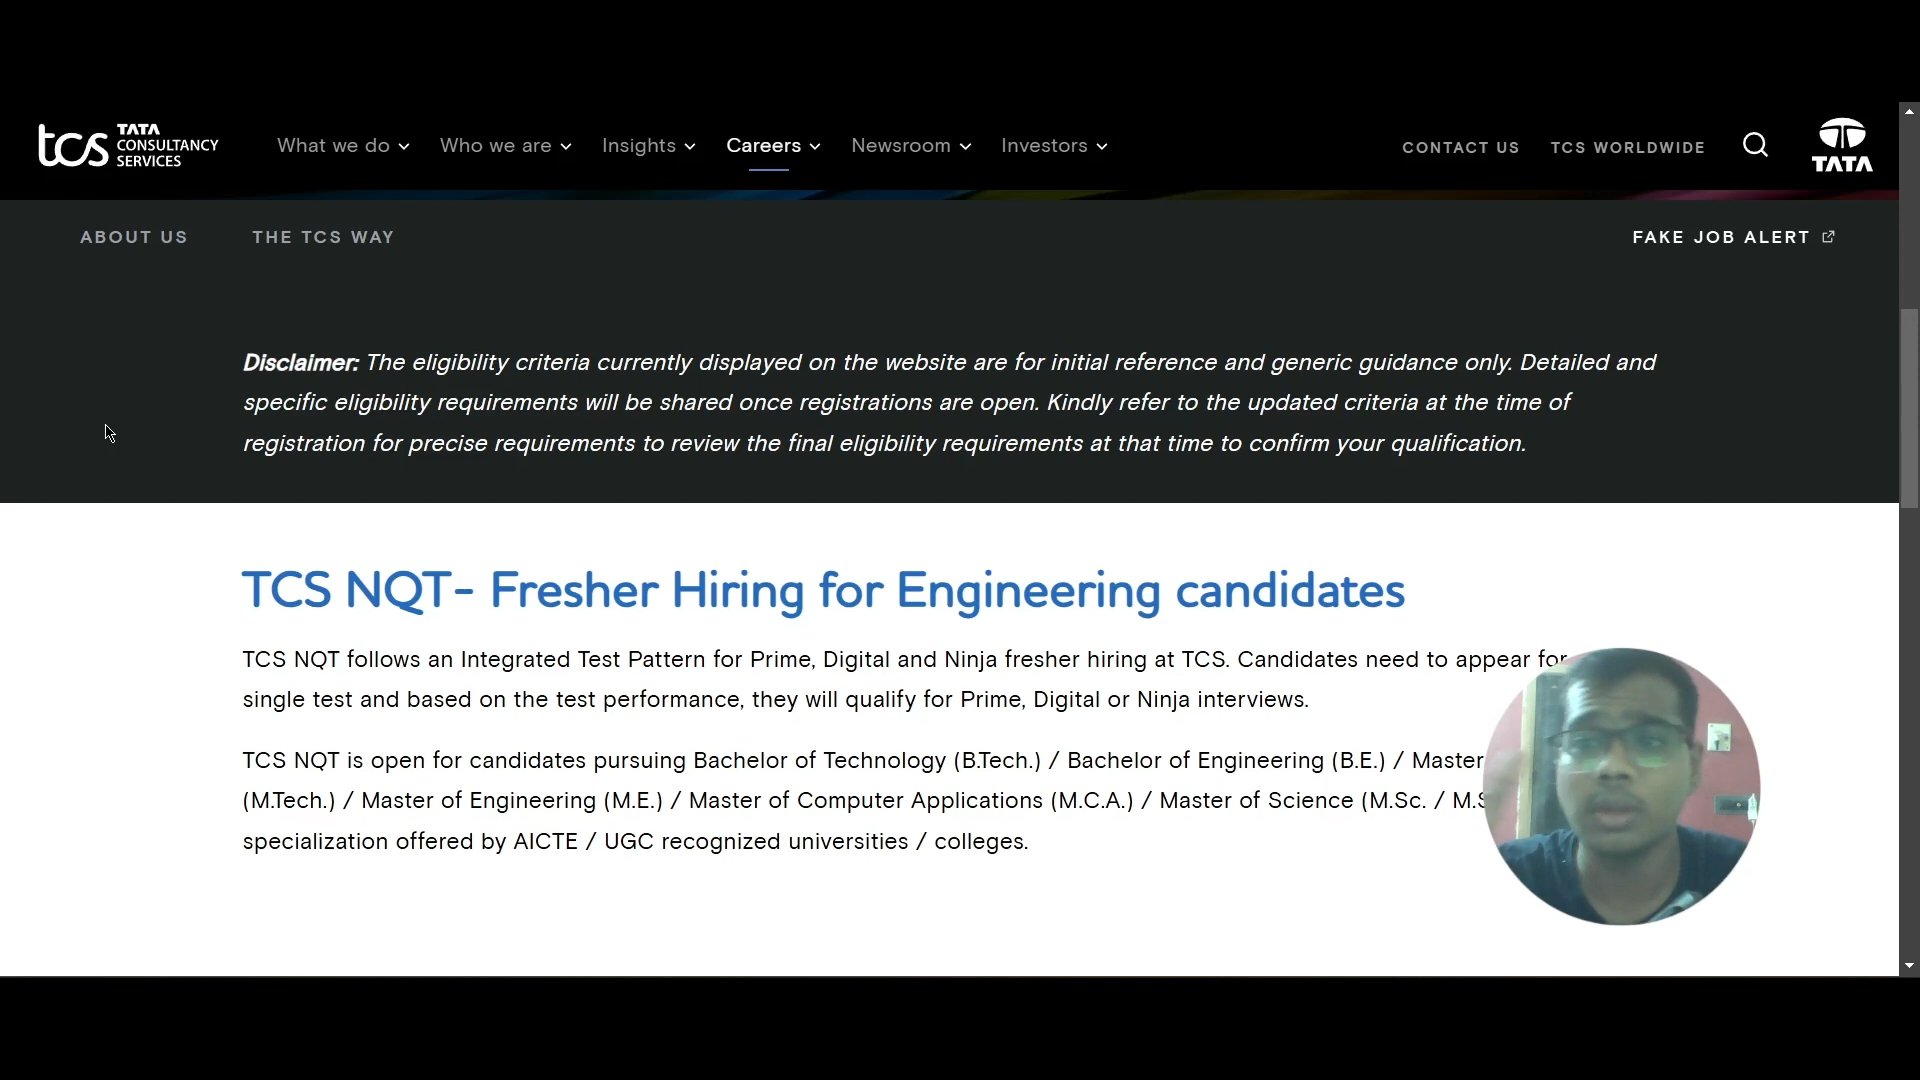 tcs TATA CONSULTANCY SERVICES
What we do Who we are Insights Careers Newsroom Investors CONTACT US TCS WORLDWIDE TATA
ABOUT US THE TCS WAY FAKE JOB ALERT
Disclaimer: The eligibility criteria currently displayed on the website are for initial reference and generic guidance only. Detailed and
specific eligibility requirements will be shared once registrations are open. Kindly refer to the updated criteria at the time of
registration for precise requirements to review the final eligibility requirements at that time to confirm your qualification.
TCS NQT- Fresher Hiring for Engineering candidates
TCS NQT follows an Integrated Test Pattern for Prime, Digital and Ninja fresher hiring at TCS. Candidates need to appear for
single test and based on the test performance, they will qualify for Prime, Digital or Ninja interviews.
TCS NQT is open for candidates pursuing Bachelor of Technology (B.Tech.) / Bachelor of Engineering (B.E.) / Master
(M.Tech.) / Master of Engineering (M.E.) / Master of Computer Applications (M.C.A.) / Master of Science (M.Sc. /
specialization offered by AICTE / UGC recognized universities / colleges.